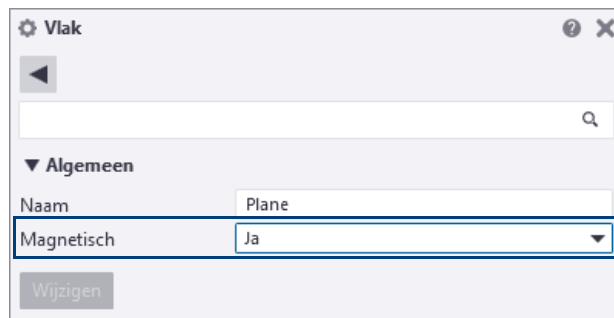 Vlak
Algemeen
Naam Plane
Magnetisch Ja
Wijzigen